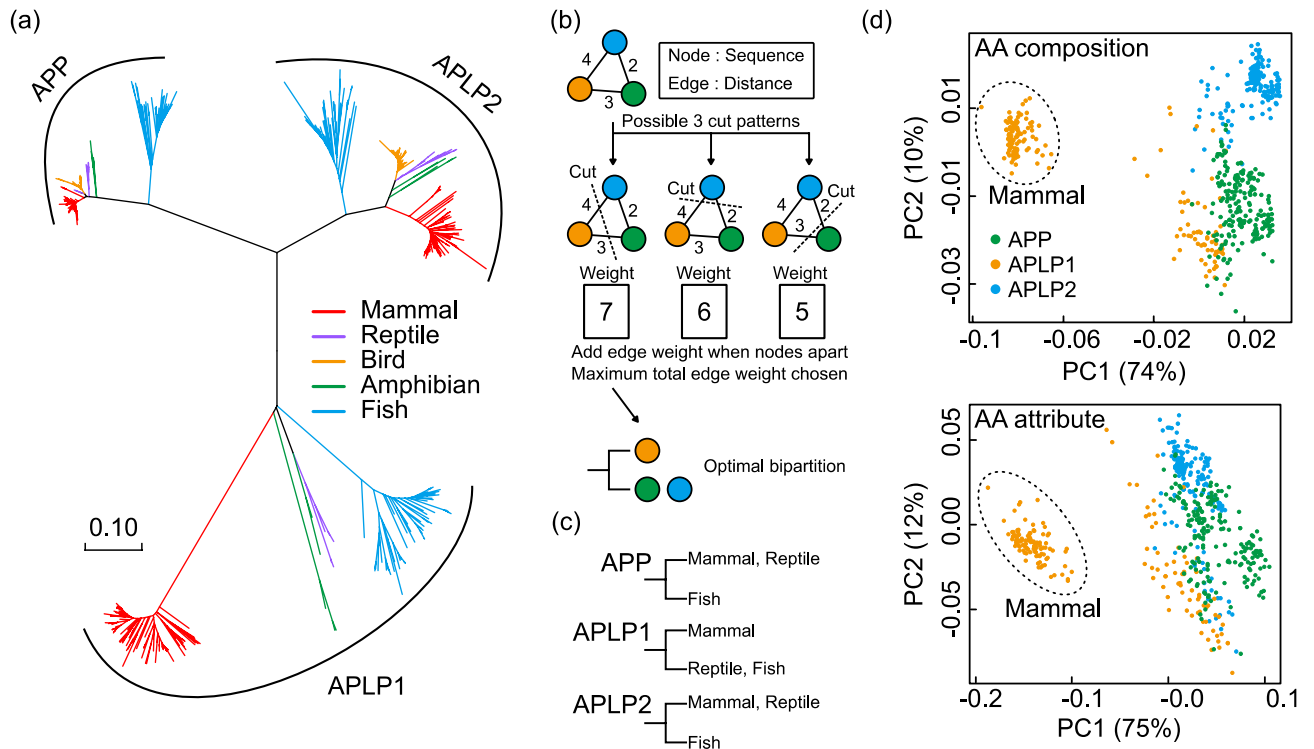 (a)
APP
APLP2
Mammal
Reptile
Bird
Amphibian
Fish
0.10
APLP1
(b)
4
2
3
Node : Sequence
Edge : Distance
Possible 3 cut patterns
Cut
4
2
3
Cut
4
2
3
Cut
4
2
3
Weight
Weight
Weight
7
6
5
Add edge weight when nodes apart
Maximum total edge weight chosen
Optimal bipartition
(c)
APP
Mammal, Reptile
Fish
APLP1
Mammal
Reptile, Fish
APLP2
Mammal, Reptile
Fish
(d)
AA composition
Mammal
APP
APLP1
APLP2
PC2 (10%)
0.01
-0.01
-0.03
-0.1
-0.06
-0.02
0.02
PC1 (74%)
AA attribute
Mammal
PC2 (12%)
0.05
0.00
-0.05
-0.2
-0.1
-0.0
0.1
PC1 (75%)